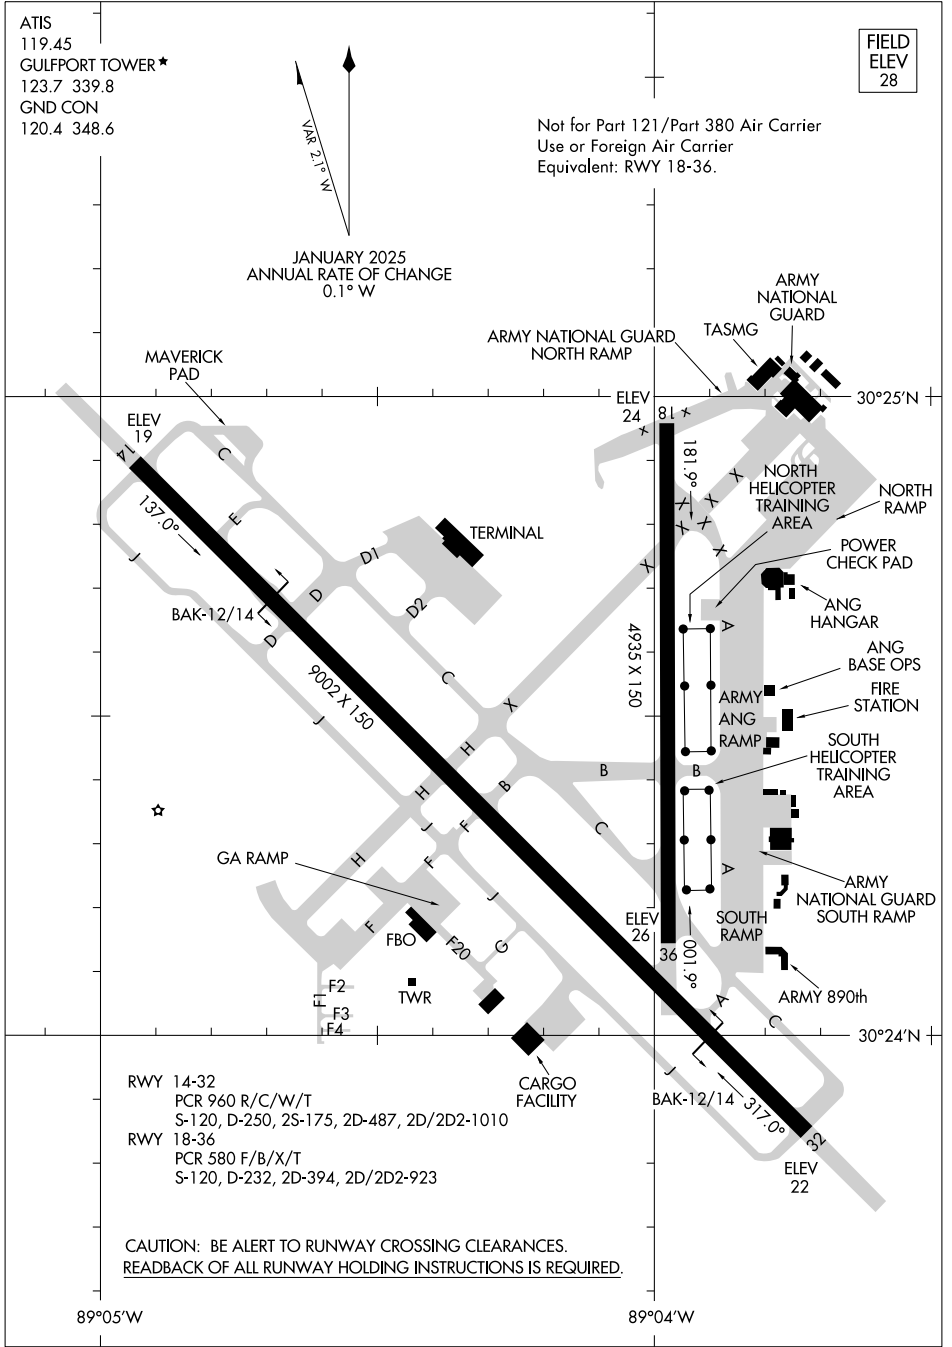 ATIS
119.45
GULFPORT TOWER
123.7 339.8
GND CON
120.4 348.6
FIELD
ELEV
28
VAR 2.1° W
JANUARY 2025
ANNUAL RATE OF CHANGE
0.1° W
Not for Part 121/Part 380 Air Carrier
Use or Foreign Air Carrier
Equivalent: RWY 18-36.
ARMY
NATIONAL
GUARD
TASMG
ARMY NATIONAL GUARD
NORTH RAMP
MAVERICK
PAD
ELEV
24
18
X
X
30°25'N
ELEV
19
14
C
181.9°
X
NORTH
HELICOPTER
TRAINING
AREA
NORTH
RAMP
137.0°
E
X
X
X
X
X
X
TERMINAL
D1
J
POWER
CHECK PAD
BAK-12/14
D
D2
D
A
ANG
HANGAR
4935 X 150
9002 X 150
C
ANG
BASE OPS
ARMY
ANG
RAMP
FIRE
STATION
X
J
H
B
B
SOUTH
HELICOPTER
TRAINING
AREA
H
B
J
F
C
H
F
GA RAMP
A
J
ARMY
NATIONAL GUARD
SOUTH RAMP
F
FBO
F20
G
ELEV
26
36
001.9°
SOUTH
RAMP
F1
F2
F3
F4
TWR
ARMY 890th
A
C
30°24'N
J
CARGO
FACILITY
BAK-12/14
317.0°
32
ELEV
22
RWY 14-32
PCR 960 R/C/W/T
S-120, D-250, 2S-175, 2D-487, 2D/2D2-1010
RWY 18-36
PCR 580 F/B/X/T
S-120, D-232, 2D-394, 2D/2D2-923
CAUTION: BE ALERT TO RUNWAY CROSSING CLEARANCES.
READBACK OF ALL RUNWAY HOLDING INSTRUCTIONS IS REQUIRED.
89°05'W
89°04'W